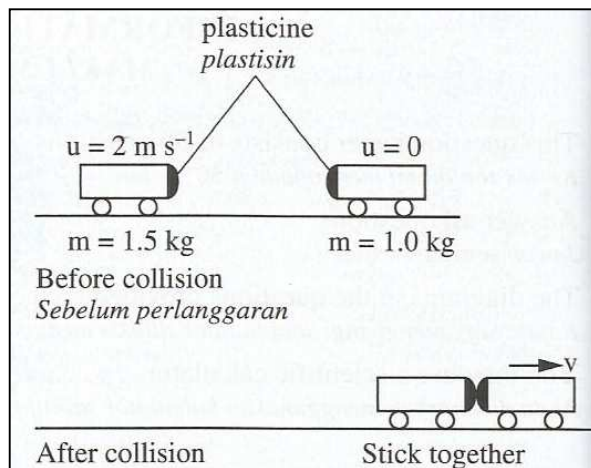 plasticine
plastisin
u = 2 m s⁻¹
u = 0
m = 1.5 kg
m = 1.0 kg
Before collision
Sebelum perlanggaran
v
After collision
Stick together